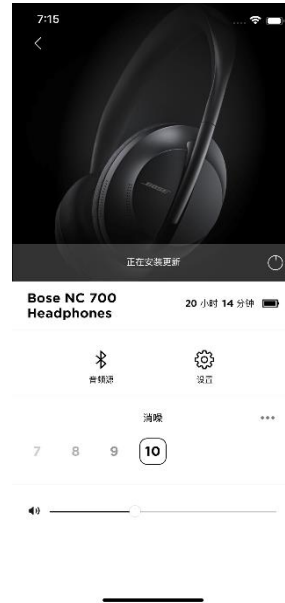 7:15
BOSE
正在安装更新
Bose NC 700
Headphones
20 小时 14 分钟
音频源
设置
消噪
7 8 9 10